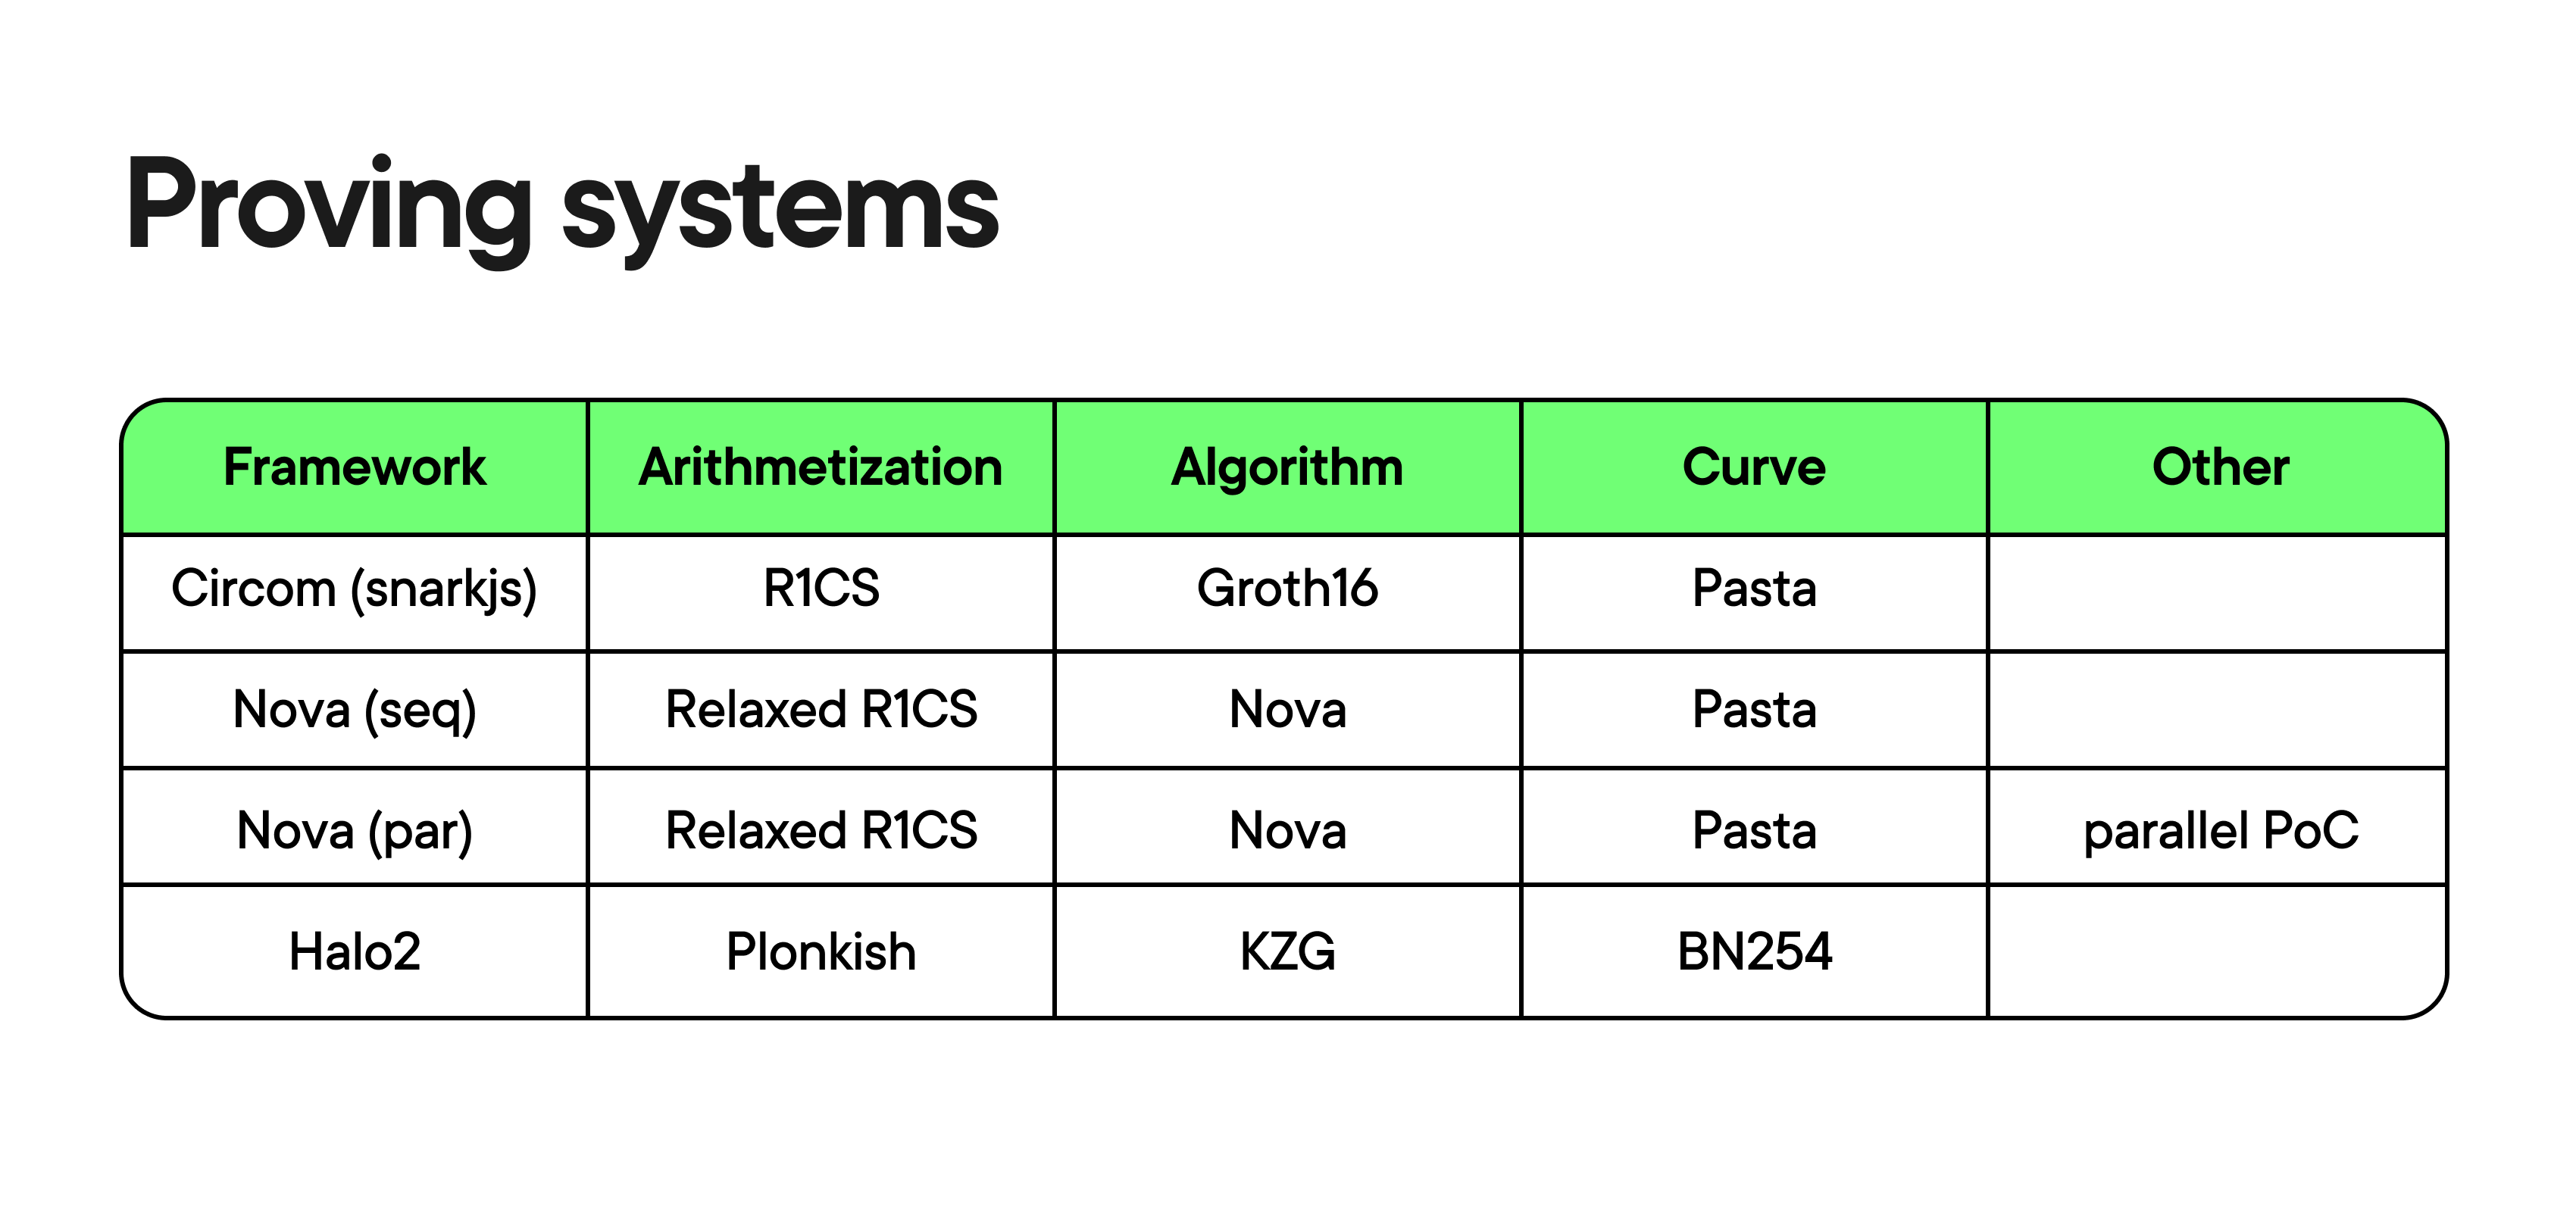 Proving systems
Framework Arithmetization Algorithm Curve Other
Circom (snarkjs) R1CS Groth16 Pasta
Nova (seq) Relaxed R1CS Nova Pasta
Nova (par) Relaxed R1CS Nova Pasta parallel PoC
Halo2 Plonkish KZG BN254